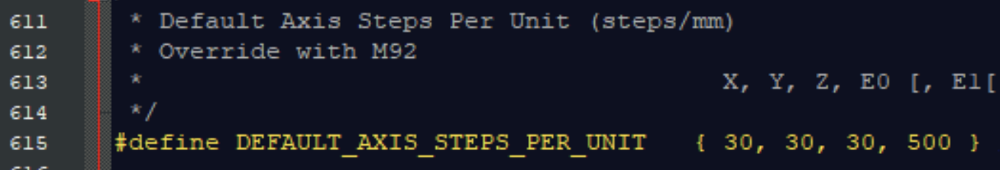 611 * Default Axis Steps Per Unit (steps/mm)
612 * Override with M92
613 * X, Y, Z, E0 [, E1[
614 */
615 #define DEFAULT_AXIS_STEPS_PER_UNIT { 30, 30, 30, 500 }